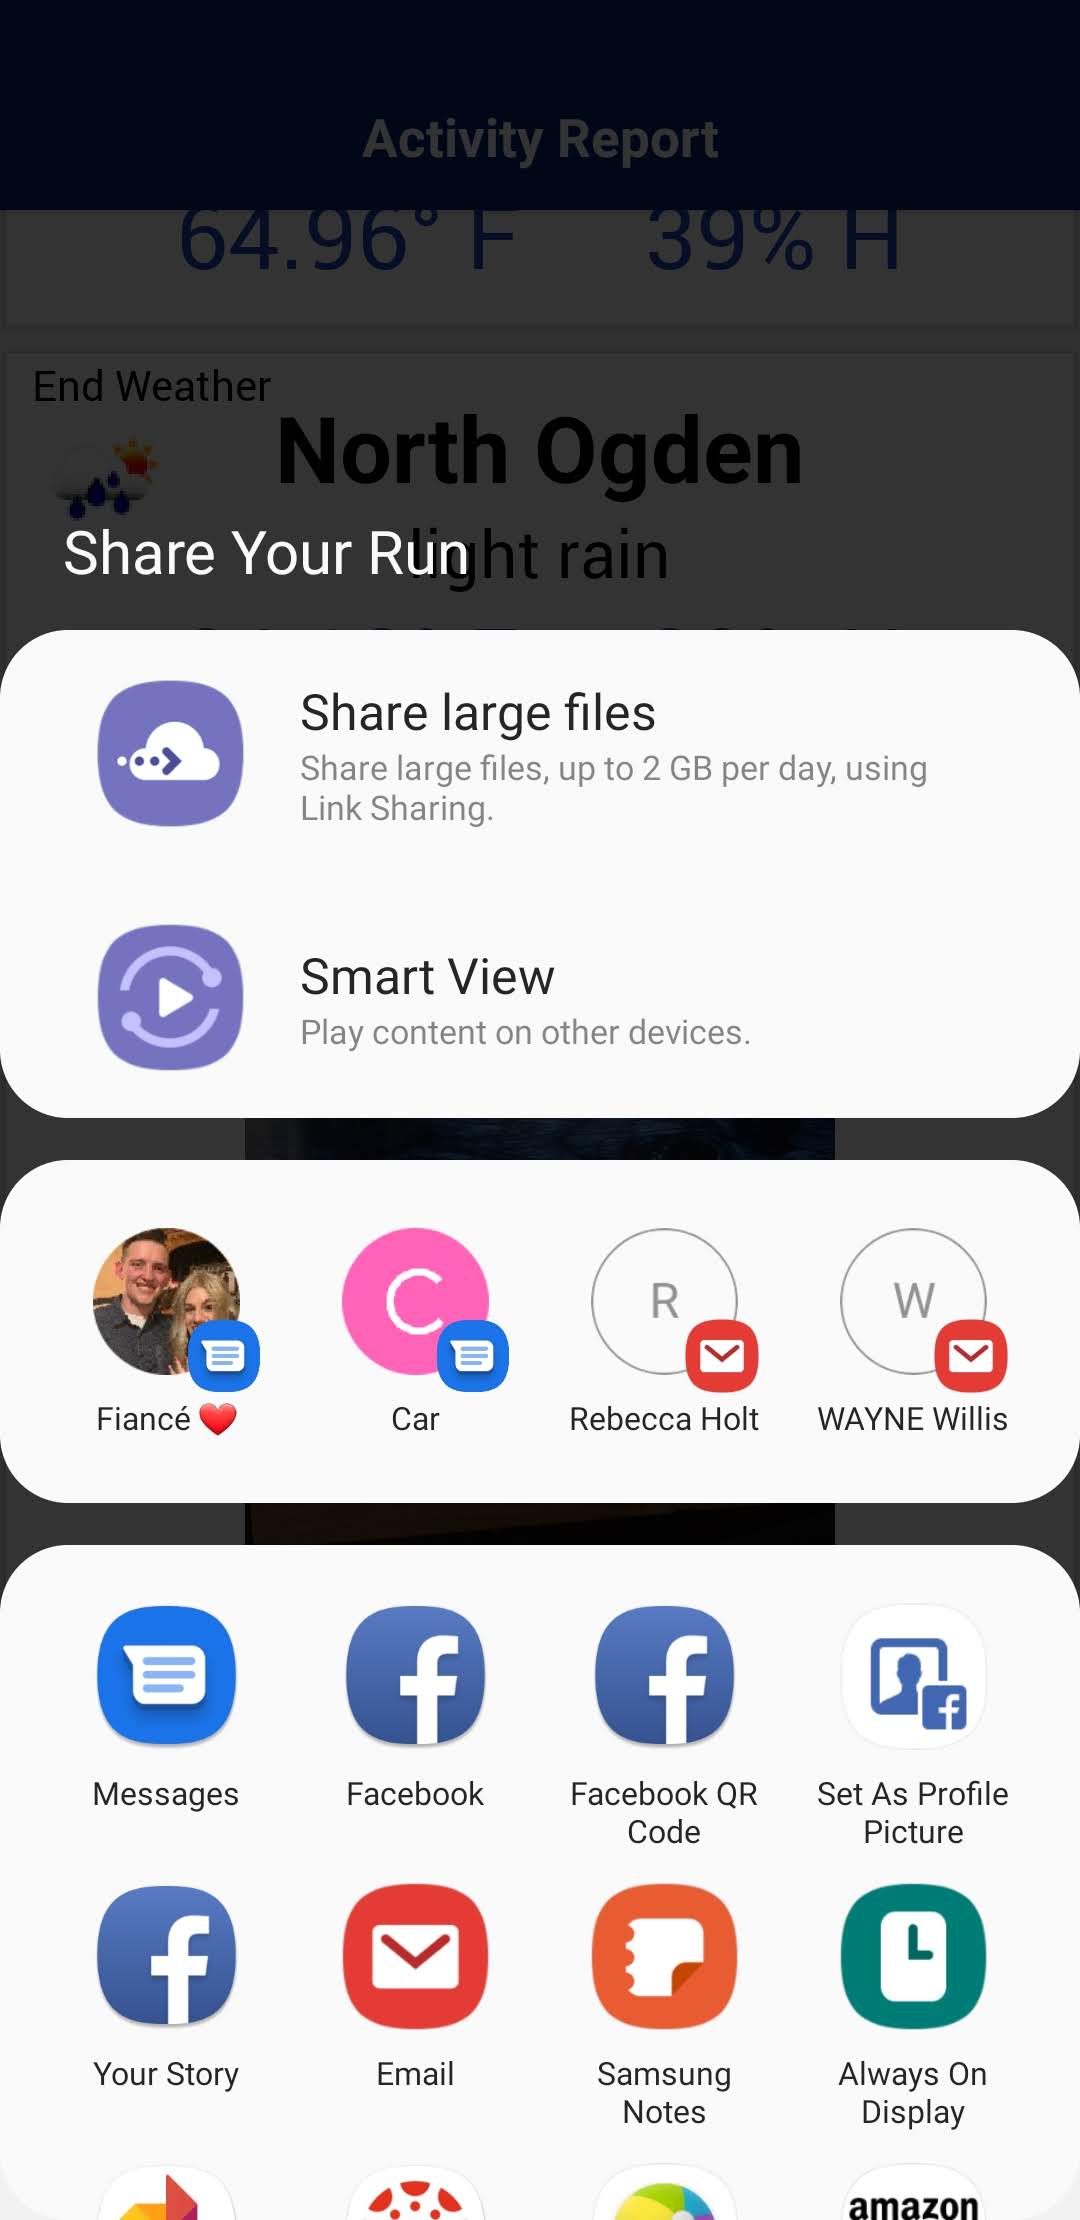 Activity Report
64.96° F 39% H
End Weather
North Ogden
light rain
Share Your Run
Share large files
Share large files, up to 2 GB per day, using
Link Sharing.
Smart View
Play content on other devices.
C R W
Fiancé ❤️ Car Rebecca Holt WAYNE Willis
Messages Facebook Facebook QR Code Set As Profile Picture
Your Story Email Samsung Notes Always On Display
amazon